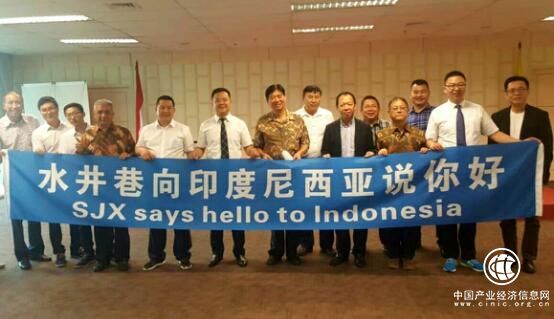 水井巷向印度尼西亚说你好
SJX says hello to Indonesia
中国产业经济信息网
www.cinic.org.cn